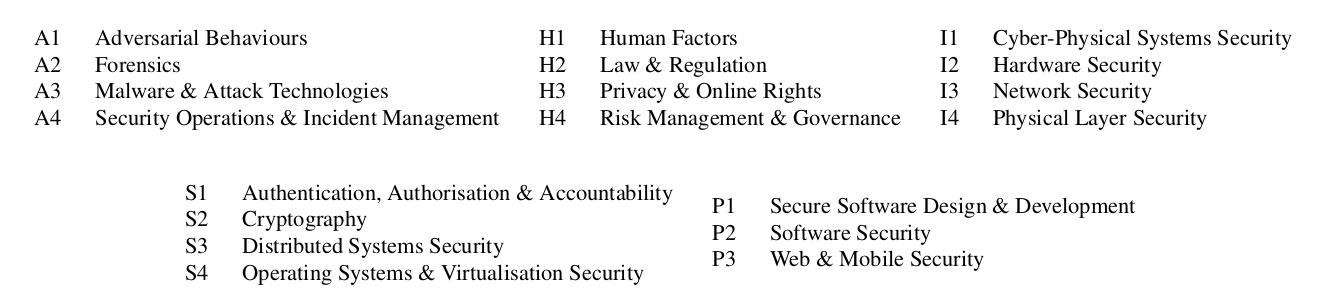 A1 Adversarial Behaviours
A2 Forensics
A3 Malware & Attack Technologies
A4 Security Operations & Incident Management
H1 Human Factors
H2 Law & Regulation
H3 Privacy & Online Rights
H4 Risk Management & Governance
I1 Cyber-Physical Systems Security
I2 Hardware Security
I3 Network Security
I4 Physical Layer Security
S1 Authentication, Authorisation & Accountability
S2 Cryptography
S3 Distributed Systems Security
S4 Operating Systems & Virtualisation Security
P1 Secure Software Design & Development
P2 Software Security
P3 Web & Mobile Security